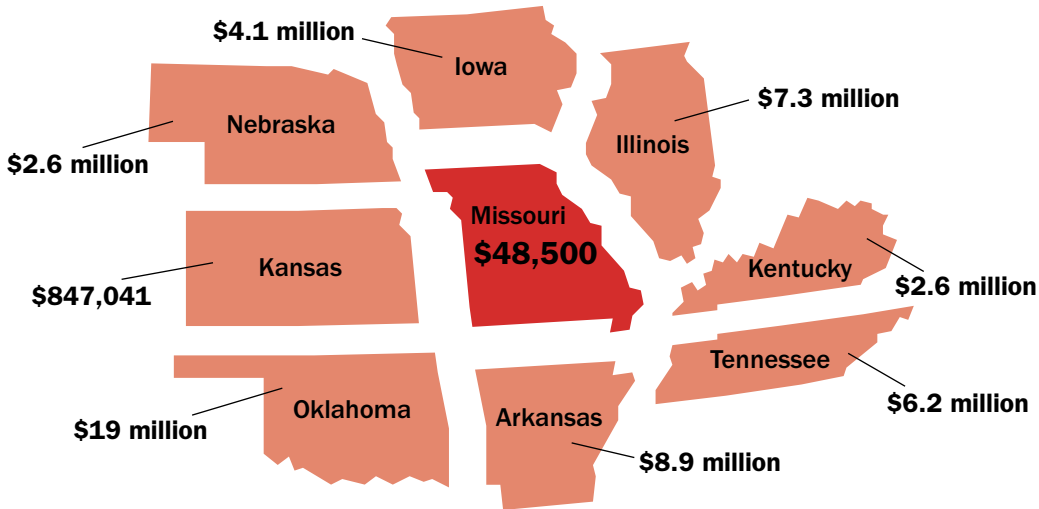 $4.1 million
Iowa
$7.3 million
Nebraska
Illinois
$2.6 million
Missouri
$48,500
Kansas
Kentucky
$847,041
$2.6 million
Tennessee
Oklahoma
Arkansas
$6.2 million
$19 million
$8.9 million